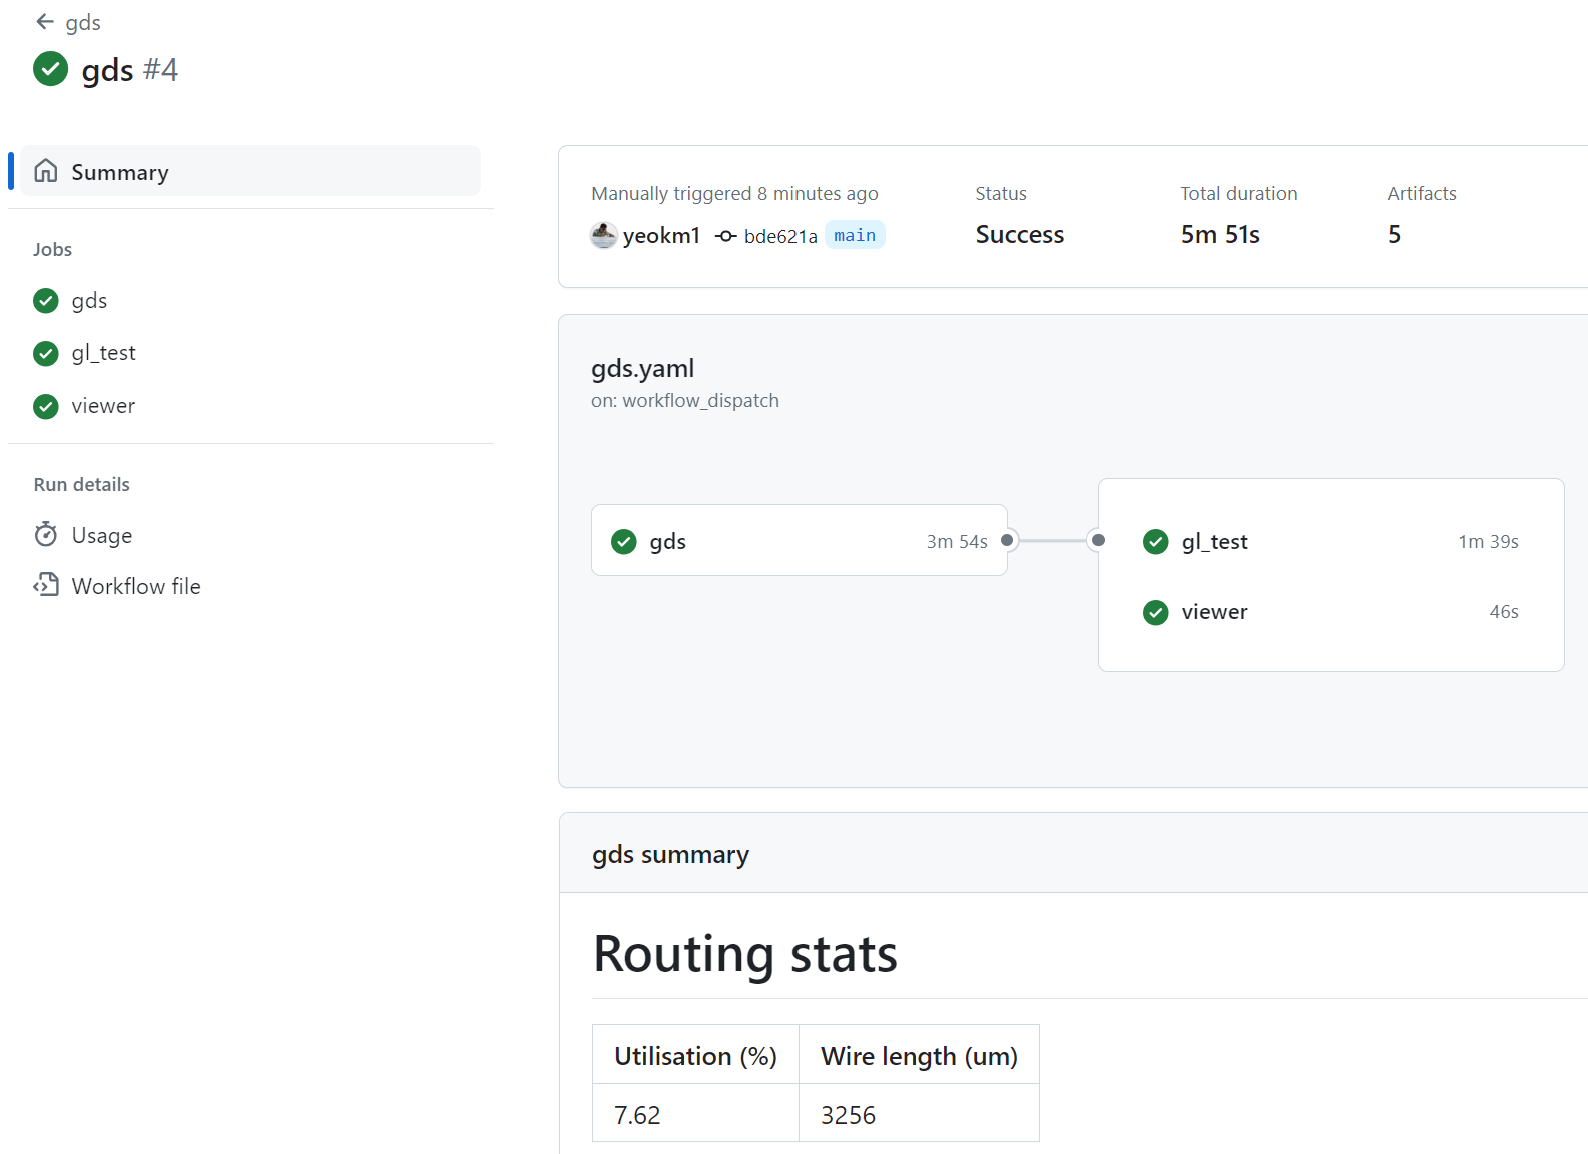 gds
gds #4
Summary
Jobs
gds
gl_test
viewer
Run details
Usage
Workflow file
Manually triggered 8 minutes ago
yeokm1 bde621a main
Status
Success
Total duration
5m 51s
Artifacts
5
gds.yaml
on: workflow_dispatch
gds 3m 54s
gl_test 1m 39s
viewer 46s
gds summary
Routing stats
Utilisation (%) Wire length (um)
7.62 3256